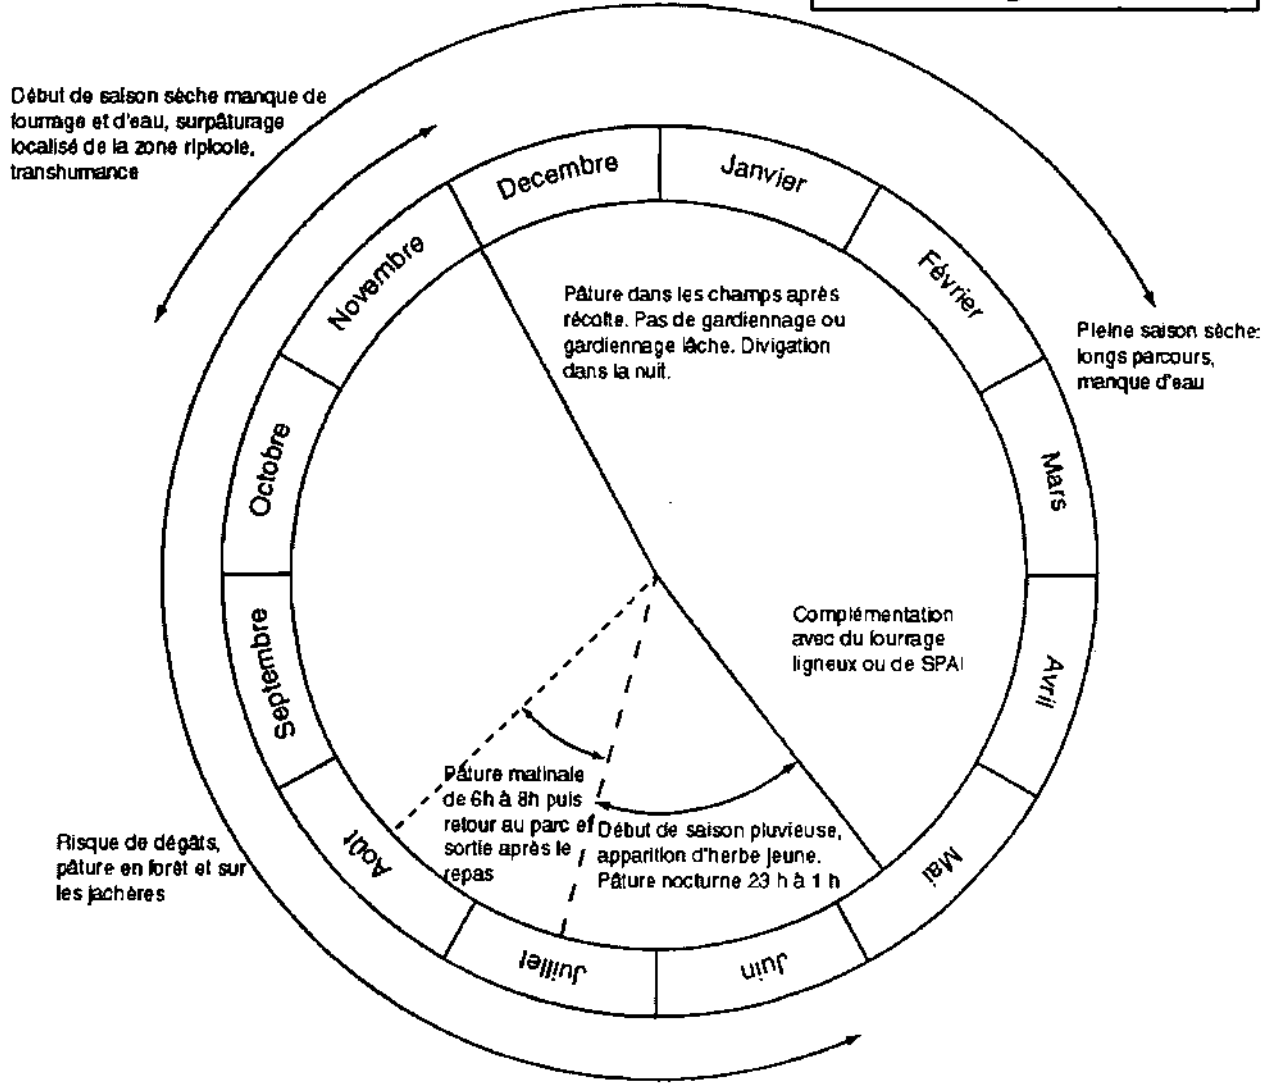 Début de saison sèche manque de
fourrage et d'eau, surpâturage
localisé de la zone ripicole,
transhumance
Decembre
Janvier
Février
Mars
Avril
Mai
Juin
Juillet
Août
Septembre
Octobre
Novembre
Pâture dans les champs après
récolte. Pas de gardiennage ou
gardiennage lâche. Divigation
dans la nuit.
Pleine saison sèche:
longs parcours,
manque d'eau
Complémentation
avec du fourrage
ligneux ou de SPAI
Pâture matinale
de 6h à 8h puis
retour au parc et
sortie après le
repas
Début de saison pluvieuse,
apparition d'herbe jeune.
Pâture nocturne 23 h à 1 h
Risque de dégâts,
pâture en forêt et sur
les jachères